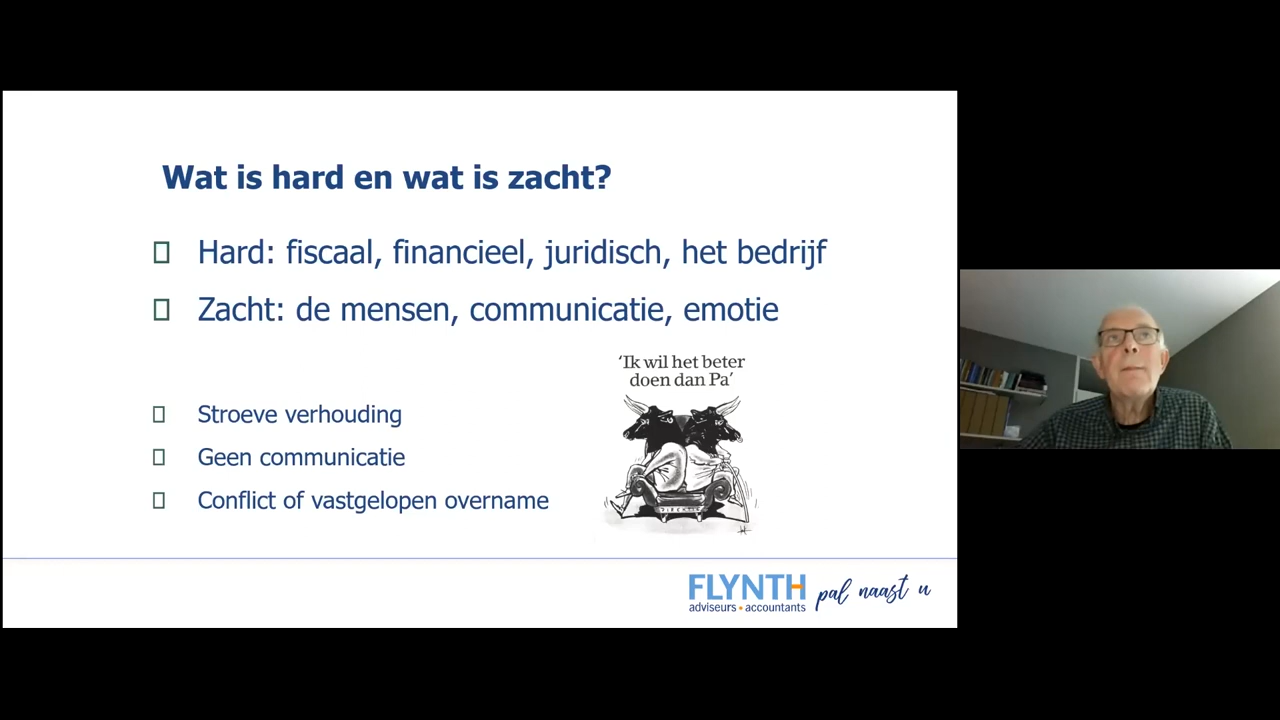 Wat is hard en wat is zacht?
Hard: fiscaal, financieel, juridisch, het bedrijf
Zacht: de mensen, communicatie, emotie
‘Ik wil het beter
doen dan Pa’
Stroeve verhouding
Geen communicatie
Conflict of vastgelopen overname
FLYNTH
adviseurs • accountants
pal naast u